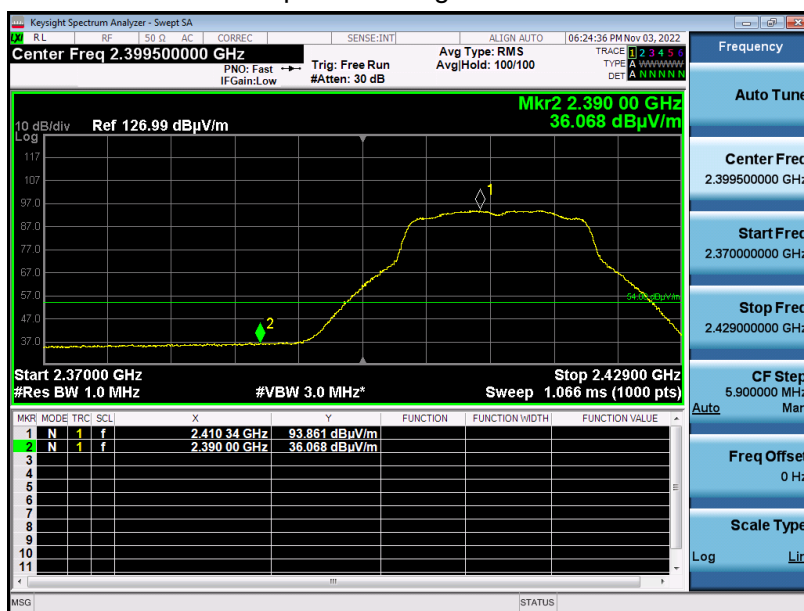 Keysight Spectrum Analyzer - Swept SA
LXI RL RF 50 Ω AC CORREC SENSE:INT ALIGN AUTO 06:24:36 PM Nov 03, 2022
Center Freq 2.399500000 GHz
PNO: Fast
IFGain:Low
Trig: Free Run
#Atten: 30 dB
Avg Type: RMS
Avg|Hold: 100/100
TRACE 1 2 3 4 5 6
TYPE A WWWWW
DET A N N N N N
Mkr2 2.390 00 GHz
36.068 dBµV/m
10 dB/div Ref 126.99 dBµV/m
Log
117
107
97.0
87.0
77.0
67.0
57.0
47.0
37.0
1
2
Start 2.37000 GHz Stop 2.42900 GHz
#Res BW 1.0 MHz #VBW 3.0 MHz* Sweep 1.066 ms (1000 pts)
MKR MODE TRC SCL X Y FUNCTION FUNCTION WIDTH FUNCTION VALUE
1 N 1 f 2.410 34 GHz 93.861 dBµV/m
2 N 1 f 2.390 00 GHz 36.068 dBµV/m
3
4
5
6
7
8
9
10
11
MSG STATUS
Frequency
Auto Tune
Center Freq
2.399500000 GHz
Start Freq
2.370000000 GHz
Stop Freq
2.429000000 GHz
CF Step
5.900000 MHz
Auto Man
Freq Offset
0 Hz
Scale Type
Log Lin